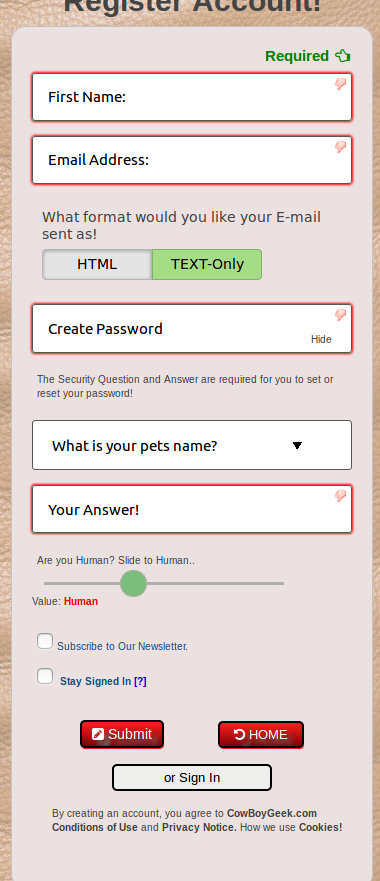 Register Account!
Required
First Name:
Email Address:
What format would you like your E-mail
sent as!
HTML TEXT-Only
Create Password
Hide
The Security Question and Answer are required for you to set or
reset your password!
What is your pets name?
Your Answer!
Are you Human? Slide to Human..
Value: Human
Subscribe to Our Newsletter.
Stay Signed In [?]
Submit HOME
or Sign In
By creating an account, you agree to CowBoyGeek.com
Conditions of Use and Privacy Notice. How we use Cookies!